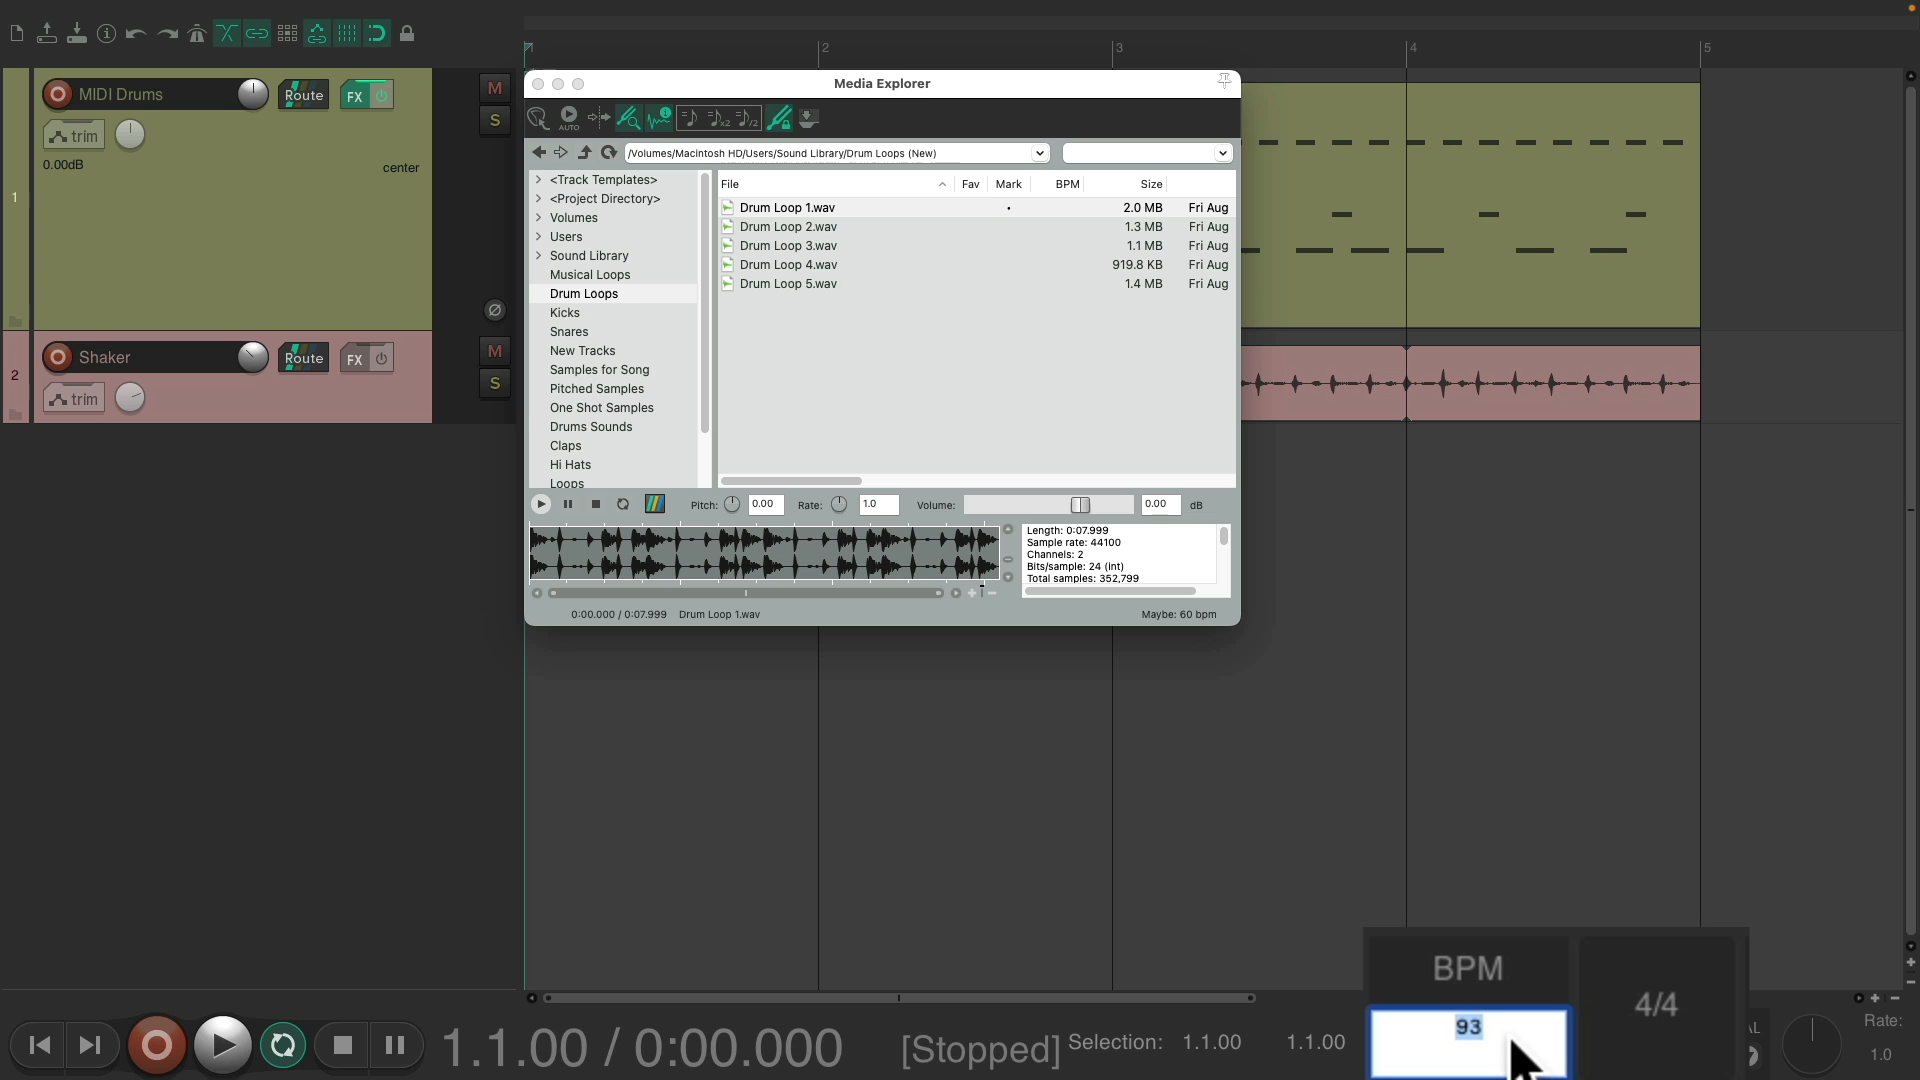 2
3
4
5
1
MIDI Drums
Route
FX
M
S
trim
0.00dB
center
2
Shaker
Route
FX
M
S
trim
Media Explorer
AUTO
x2
/2
/Volumes/Macintosh HD/Users/Sound Library/Drum Loops (New)
<Track Templates>
<Project Directory>
Volumes
Users
Sound Library
Musical Loops
Drum Loops
Kicks
Snares
New Tracks
Samples for Song
Pitched Samples
One Shot Samples
Drums Sounds
Claps
Hi Hats
Loops
File Fav Mark BPM Size
Drum Loop 1.wav • 2.0 MB Fri Aug
Drum Loop 2.wav 1.3 MB Fri Aug
Drum Loop 3.wav 1.1 MB Fri Aug
Drum Loop 4.wav 919.8 KB Fri Aug
Drum Loop 5.wav 1.4 MB Fri Aug
Pitch: 0.00 Rate: 1.0 Volume: 0.00 dB
Length: 0:07.999
Sample rate: 44100
Channels: 2
Bits/sample: 24 (int)
Total samples: 352,799
0:00.000 / 0:07.999 Drum Loop 1.wav Maybe: 60 bpm
1.1.00 / 0:00.000 [Stopped] Selection: 1.1.00 1.1.00
BPM
93
4/4
Rate:
1.0